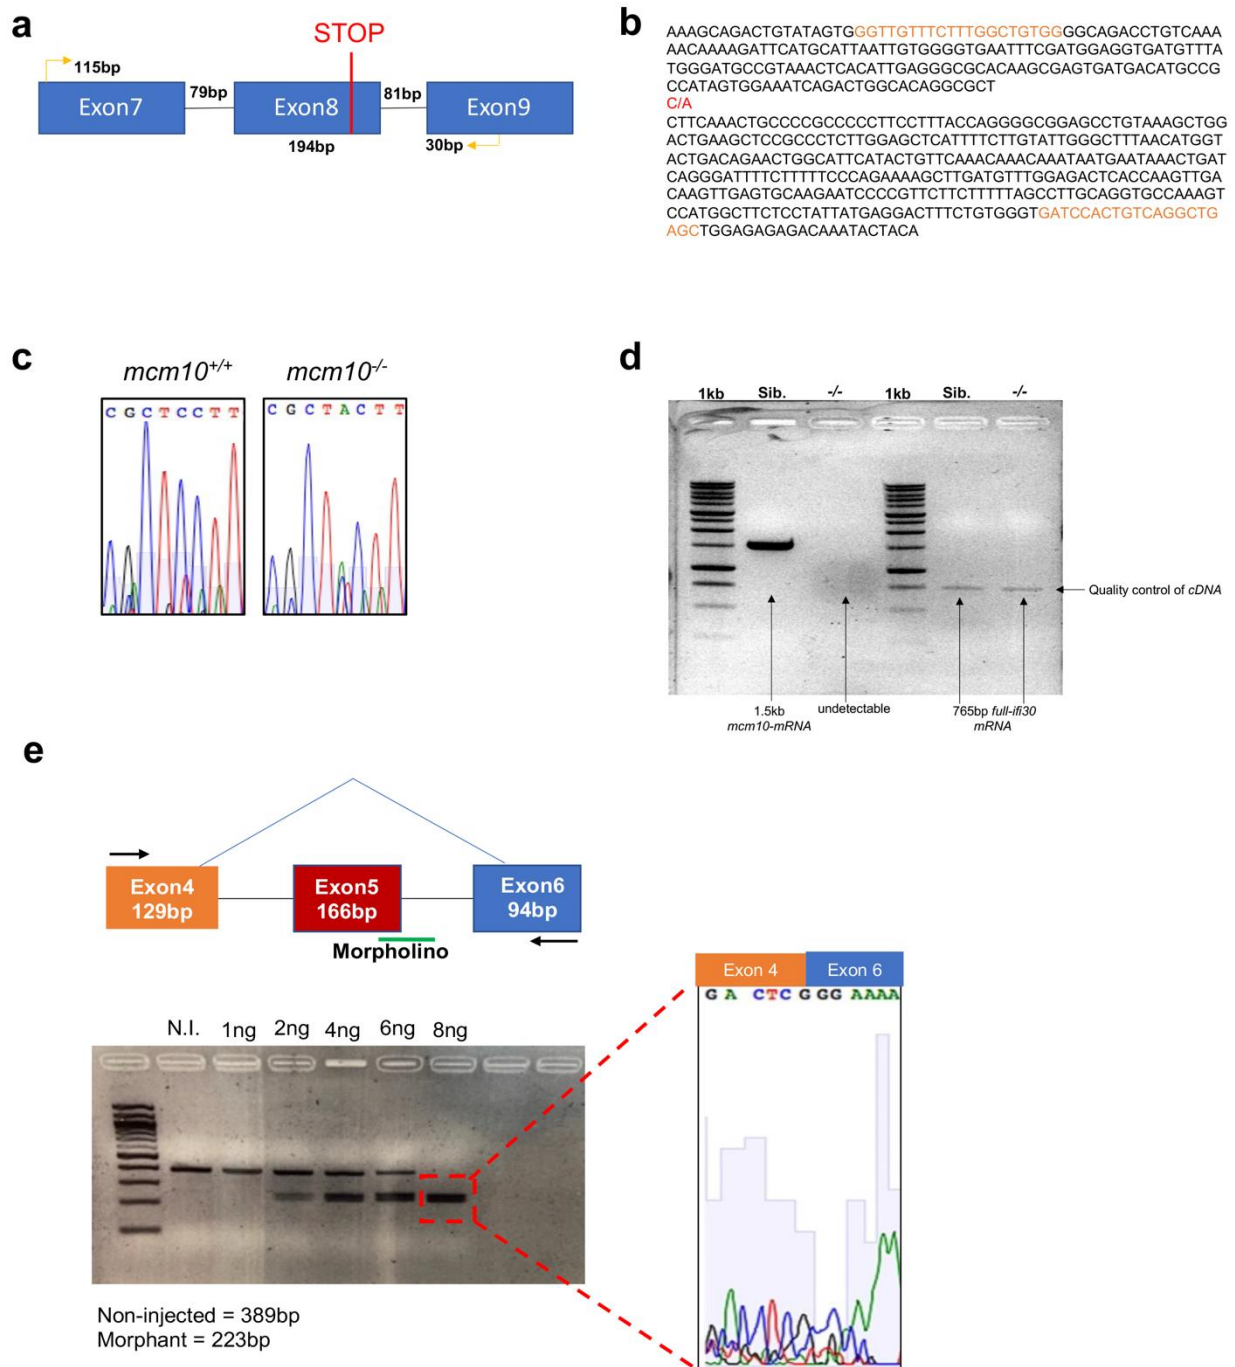 a
STOP
115bp
79bp
81bp
Exon7
Exon8
Exon9
194bp
30bp
b
AAAGCAGACTGTATAGTGGGTTGTTTCTTTGGCTGTGGGGCAGACCTGTCAAA
AACAAAAGATTCATGCATTAATTGTGGGGTGAATTTCGATGGAGGTGATGTTTA
TGGGATGCCGTAAACTCACATTGAGGGCGCACAAGCGAGTGATGACATGCCG
CCATAGTGGAAATCAGACTGGCACAGGCGCT
C/A
CTTCAAACTGCCCCGCCCCCTTCCTTTACCAGGGGCGGAGCCTGTAAAGCTGG
ACTGAAGCTCCGCCCTCTTGGAGCTCATTTTCTTGTATTGGGCTTTAACATGGT
ACTGACAGAACTGGCATTCATACTGTTCAAACAAACAAATAATGAATAAACTGAT
CAGGGATTTTCTTTTTCCCAGAAAAGCTTGATGTTTGGAGACTCACCAAGTTGA
CAAGTTGAGTGCAAGAATCCCCGTTCTTCTTTTTAGCCTTGCAGGTGCCAAAGT
CCATGGCTTCTCCTATTATGAGGACTTTCTGTGGGTGATCCACTGTCAGGCTG
AGCTGGAGAGAGACAAATACTACA
c
mcm10+/+
mcm10-/-
C G C T C C T T
C G C T A C T T
d
1kb Sib. -/- 1kb Sib. -/-
Quality control of cDNA
1.5kb
mcm10-mRNA
undetectable
765bp full-ifi30
mRNA
e
Exon4
129bp
Exon5
166bp
Exon6
94bp
Morpholino
N.I. 1ng 2ng 4ng 6ng 8ng
Non-injected = 389bp
Morphant = 223bp
Exon 4
Exon 6
G A CTC G GG AAAA